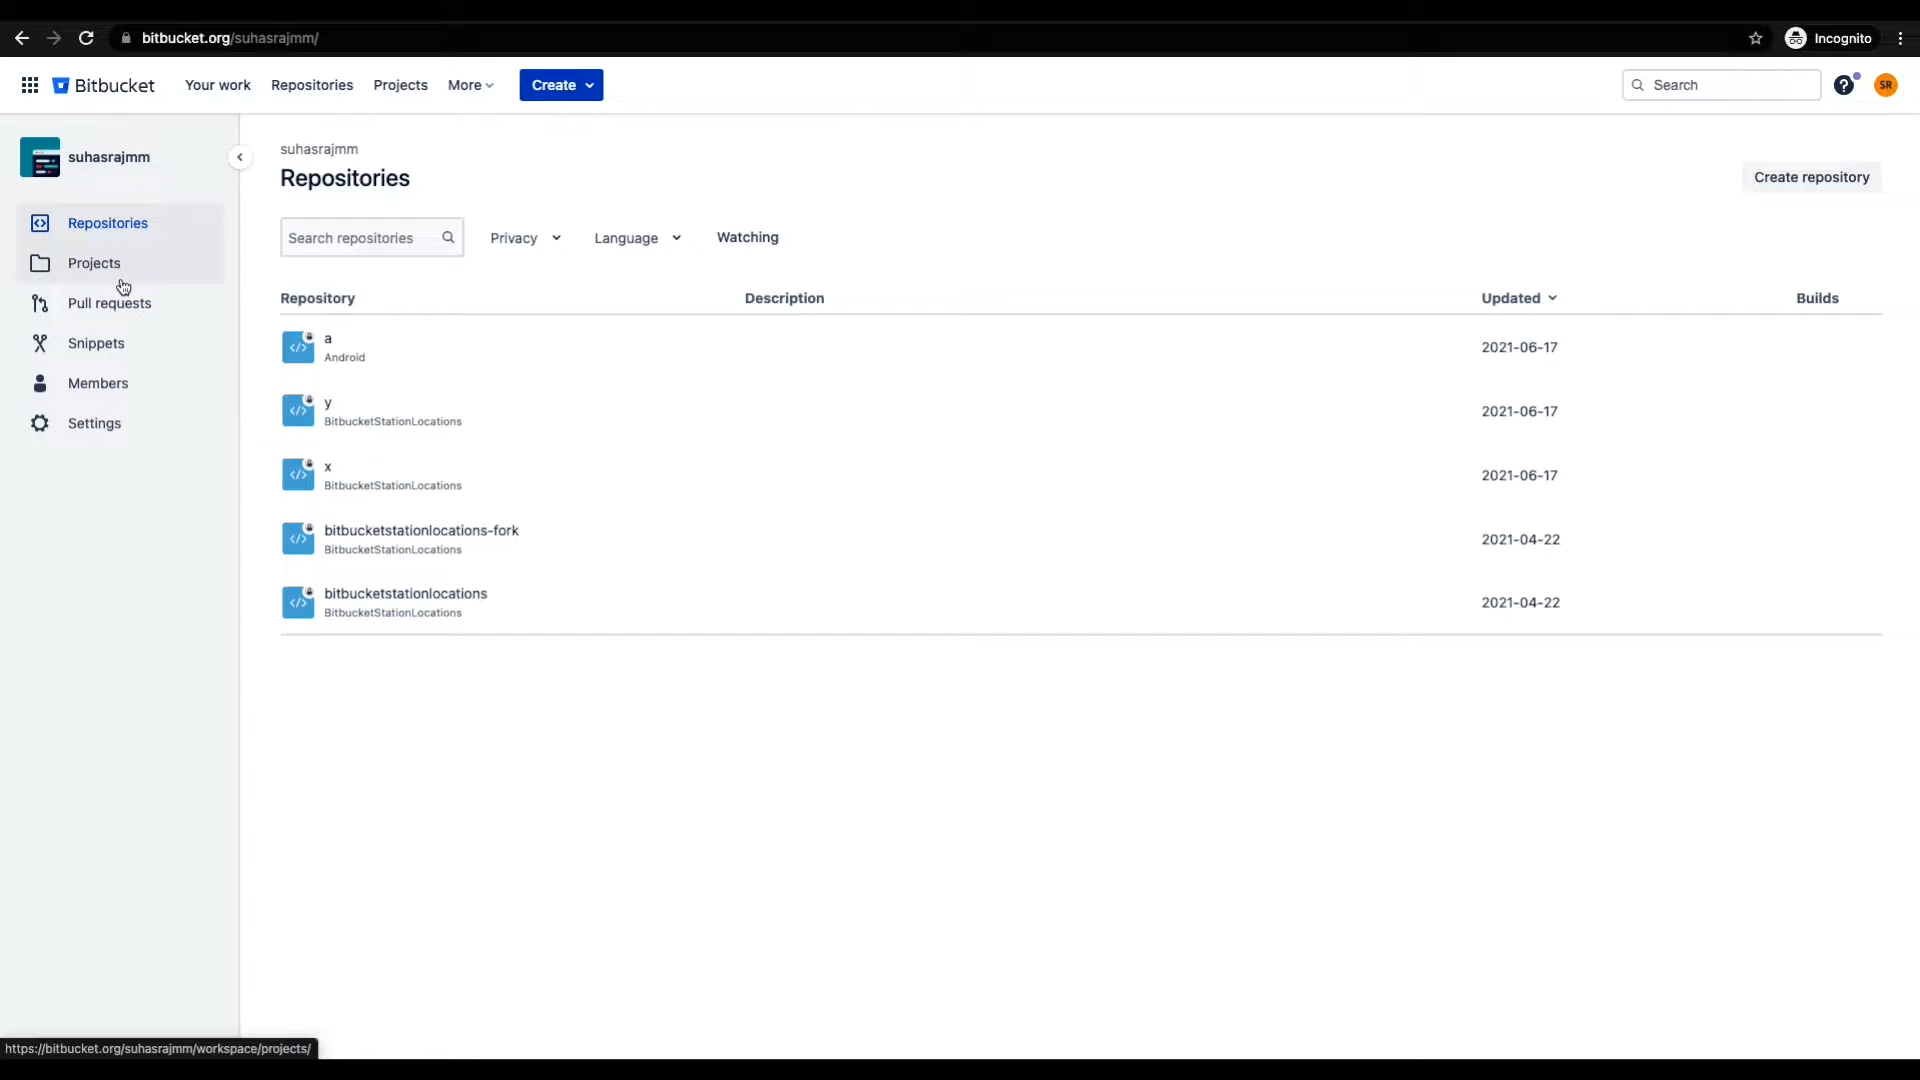 bitbucket.org/suhasrajmm/
Incognito
Bitbucket
Your work
Repositories
Projects
More
Create
Search
SR
suhasrajmm
Repositories
Projects
Pull requests
Snippets
Members
Settings
suhasrajmm
Repositories
Create repository
Search repositories
Privacy
Language
Watching
Repository Description Updated Builds
a 2021-06-17
Android
y 2021-06-17
BitbucketStationLocations
x 2021-06-17
BitbucketStationLocations
bitbucketstationlocations-fork 2021-04-22
BitbucketStationLocations
bitbucketstationlocations 2021-04-22
BitbucketStationLocations
https://bitbucket.org/suhasrajmm/workspace/projects/